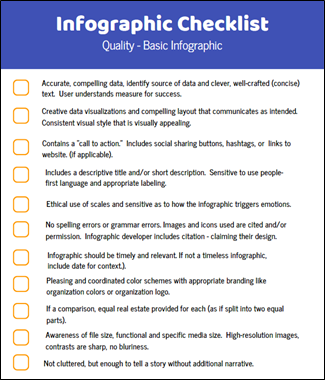 Infographic Checklist
Quality - Basic Infographic
Accurate, compelling data, identify source of data and clever, well-crafted (concise)
text.  User understands measure for success.
Creative data visualizations and compelling layout that communicates as intended.
Consistent visual style that is visually appealing.
Contains a "call to action."  Includes social sharing buttons, hashtags, or  links to
website. (if applicable).
Includes a descriptive title and/or short description.  Sensitive to use people-
first language and appropriate labeling.
Ethical use of scales and sensitive as to how the infographic triggers emotions.
No spelling errors or grammar errors. Images and icons used are cited and/or
permission.  Infographic developer includes citation - claiming their design.
Infographic should be timely and relevant. If not a timeless infographic,
include date for context.).
Pleasing and coordinated color schemes with appropriate branding like
organization colors or organization logo.
If a comparison, equal real estate provided for each (as if split into two equal
parts).
Awareness of file size, functional and specific media size.  High-resolution images,
contrasts are sharp, no bluriness.
Not cluttered, but enough to tell a story without additional narrative.